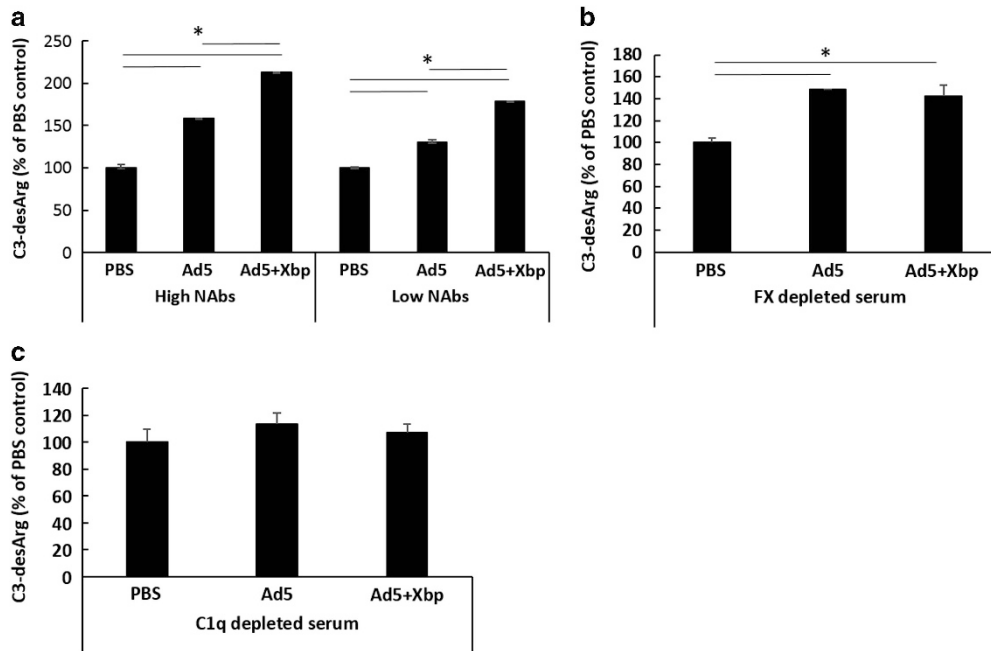 a
C3-desArg (% of PBS control)
250
200
150
100
50
0
*
*
PBS Ad5 Ad5+Xbp PBS Ad5 Ad5+Xbp
High NAbs Low NAbs
b
C3-desArg (% of PBS control)
180
160
140
120
100
80
60
40
20
0
*
PBS Ad5 Ad5+Xbp
FX depleted serum
c
C3-desArg (% of PBS control)
140
120
100
80
60
40
20
0
PBS Ad5 Ad5+Xbp
C1q depleted serum